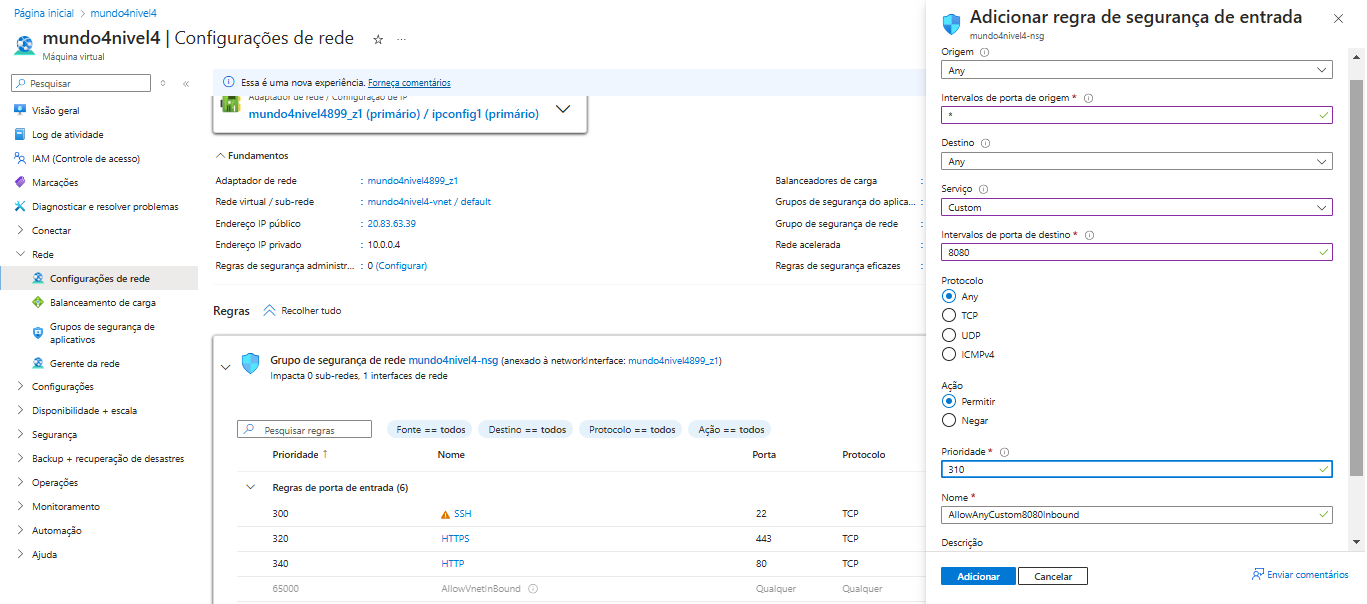 Página inicial > mundo4nivel4
mundo4nivel4 | Configurações de rede ☆ ...
Máquina virtual
Pesquisar
Visão geral
Log de atividade
IAM (Controle de acesso)
Marcações
Diagnosticar e resolver problemas
Conectar
Rede
Configurações de rede
Balanceamento de carga
Grupos de segurança de
aplicativos
Gerente da rede
Configurações
Disponibilidade + escala
Segurança
Backup + recuperação de desastres
Operações
Monitoramento
Automação
Ajuda
Essa é uma nova experiência. Forneça comentários
Adaptador de rede / Configuração de IP
mundo4nivel4899_z1 (primário) / ipconfig1 (primário)
Fundamentos
Adaptador de rede : mundo4nivel4899_z1
Rede virtual / sub-rede : mundo4nivel4-vnet / default
Endereço IP público : 20.83.63.39
Endereço IP privado : 10.0.0.4
Regras de segurança administr... : 0 (Configurar)
Balanceadores de carga :
Grupos de segurança do aplica... :
Grupo de segurança de rede :
Rede acelerada :
Regras de segurança eficazes :
Regras Recolher tudo
Grupo de segurança de rede mundo4nivel4-nsg (anexado à networkInterface: mundo4nivel4899_z1)
Impacta 0 sub-redes, 1 interfaces de rede
Pesquisar regras Fonte == todos Destino == todos Protocolo == todos Ação == todos
Prioridade ↑ Nome Porta Protocolo
Regras de porta de entrada (6)
300 SSH 22 TCP
320 HTTPS 443 TCP
340 HTTP 80 TCP
65000 AllowVnetInBound Qualquer Qualquer
Adicionar regra de segurança de entrada
mundo4nivel4-nsg
Origem
Any
Intervalos de porta de origem *
*
Destino
Any
Serviço
Custom
Intervalos de porta de destino *
8080
Protocolo
Any
TCP
UDP
ICMPv4
Ação
Permitir
Negar
Prioridade *
310
Nome *
AllowAnyCustom8080Inbound
Descrição
Adicionar Cancelar Enviar comentários